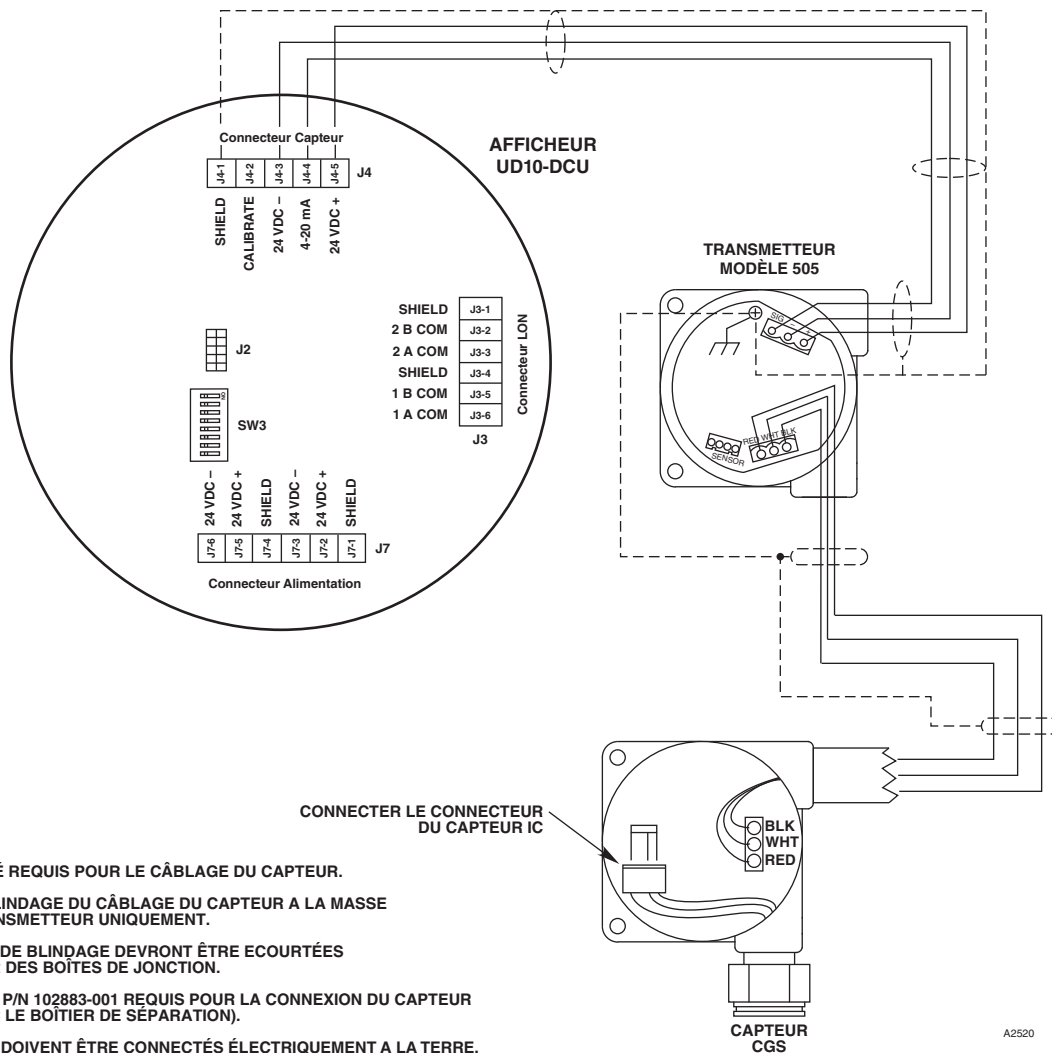 Connecteur Capteur
J4-1
J4-2
J4-3
J4-4
J4-5
J4
SHIELD
CALIBRATE
24 VDC –
4-20 mA
24 VDC +
AFFICHEUR
UD10-DCU
TRANSMETTEUR
MODÈLE 505
SIG – +
RED WHT BLK
SENSOR
SHIELD J3-1
2 B COM J3-2
2 A COM J3-3
SHIELD J3-4
1 B COM J3-5
1 A COM J3-6
J3
Connecteur LON
J2
SW3
24 VDC –
24 VDC +
SHIELD
24 VDC –
24 VDC +
SHIELD
J7-6
J7-5
J7-4
J7-3
J7-2
J7-1
J7
Connecteur Alimentation
CONNECTER LE CONNECTEUR
DU CAPTEUR IC
BLK
WHT
RED
CAPTEUR
CGS
REQUIS POUR LE CÂBLAGE DU CAPTEUR.
DU CÂBLAGE DU CAPTEUR A LA MASSE
UNIQUEMENT.
DE BLINDAGE DEVRONT ÊTRE ECOURTÉES
DES BOÎTES DE JONCTION.
P/N 102883-001 REQUIS POUR LA CONNEXION DU CAPTEUR
LE BOÎTIER DE SÉPARATION).
DOIVENT ÊTRE CONNECTÉS ÉLECTRIQUEMENT A LA TERRE.
A2520